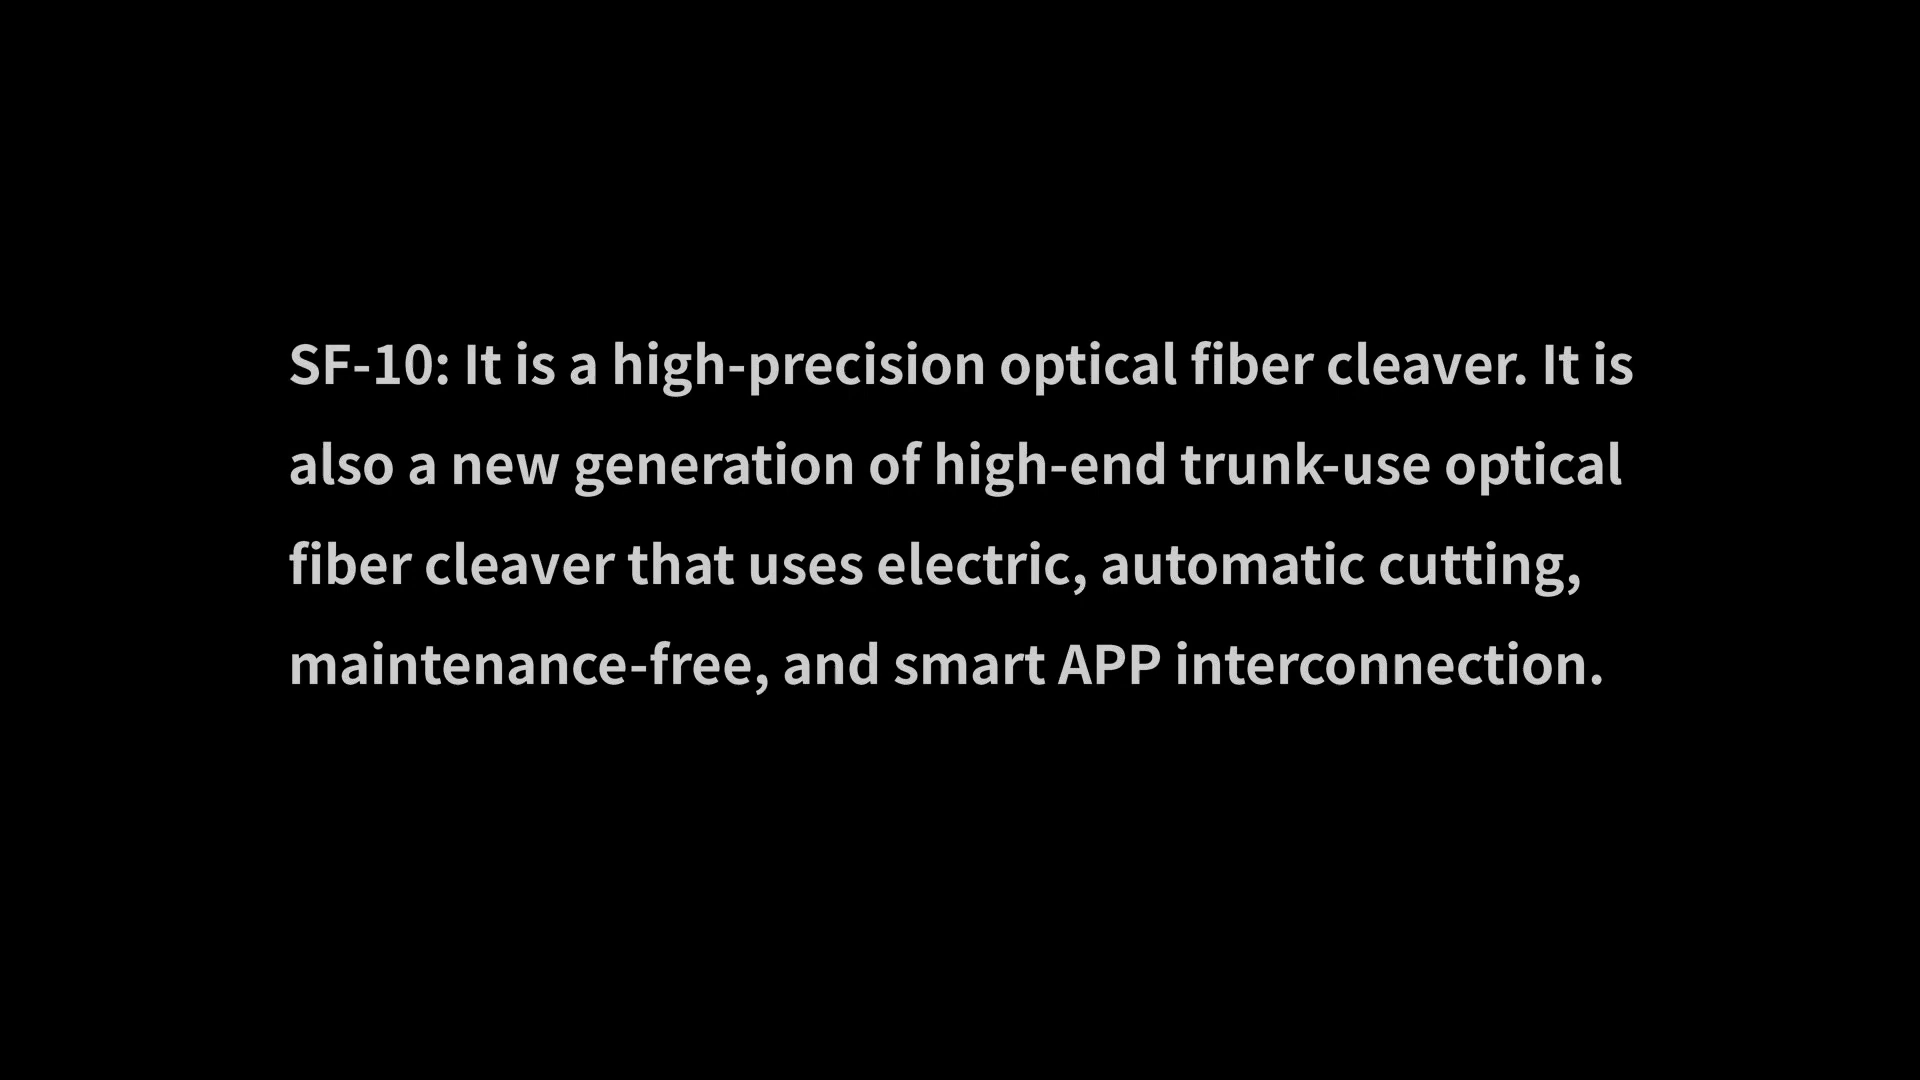 SF-10: It is a high-precision optical fiber cleaver. It is
also a new generation of high-end trunk-use optical
fiber cleaver that uses electric, automatic cutting,
maintenance-free, and smart APP interconnection.